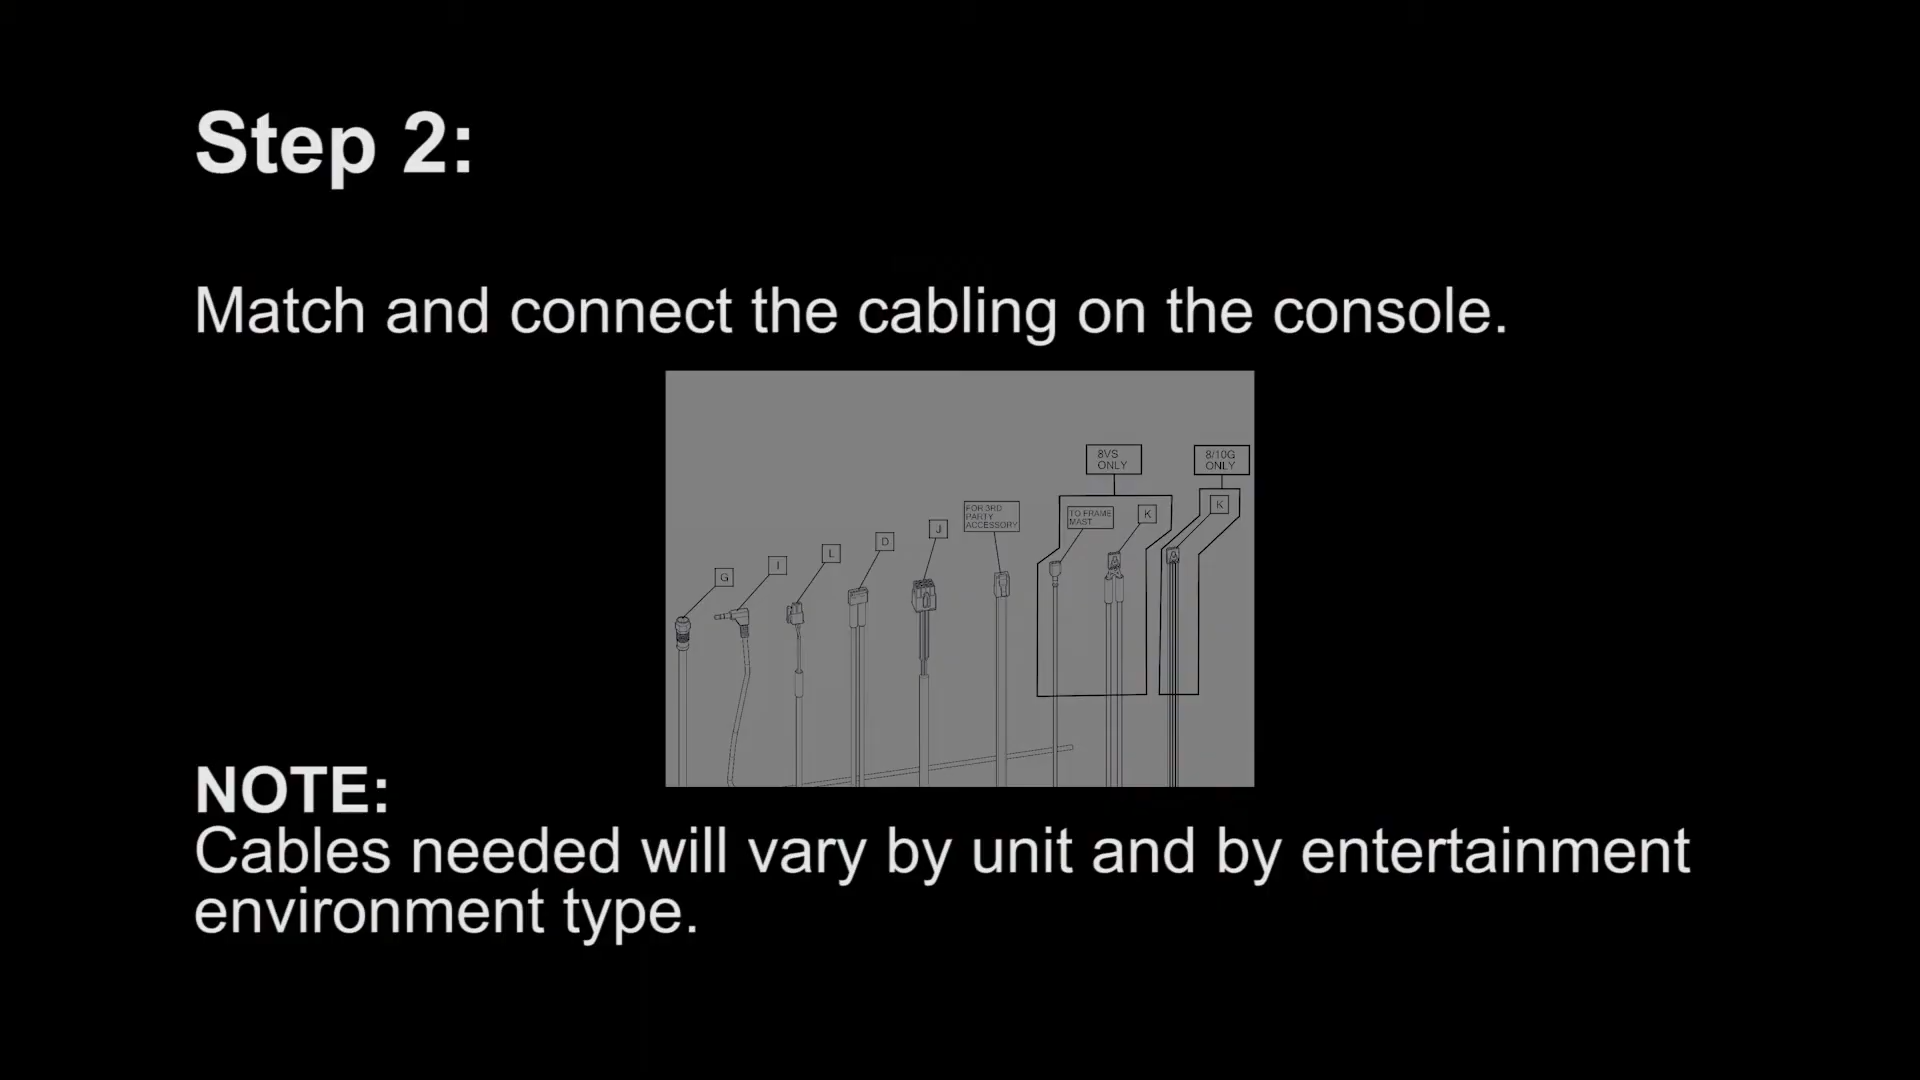 Step 2:
Match and connect the cabling on the console.
8VS
ONLY
8/10G
ONLY
K
FOR 3RD
PARTY
ACCESSORY
TO FRAME
MAST
K
J
D
L
I
G
NOTE:
Cables needed will vary by unit and by entertainment
environment type.